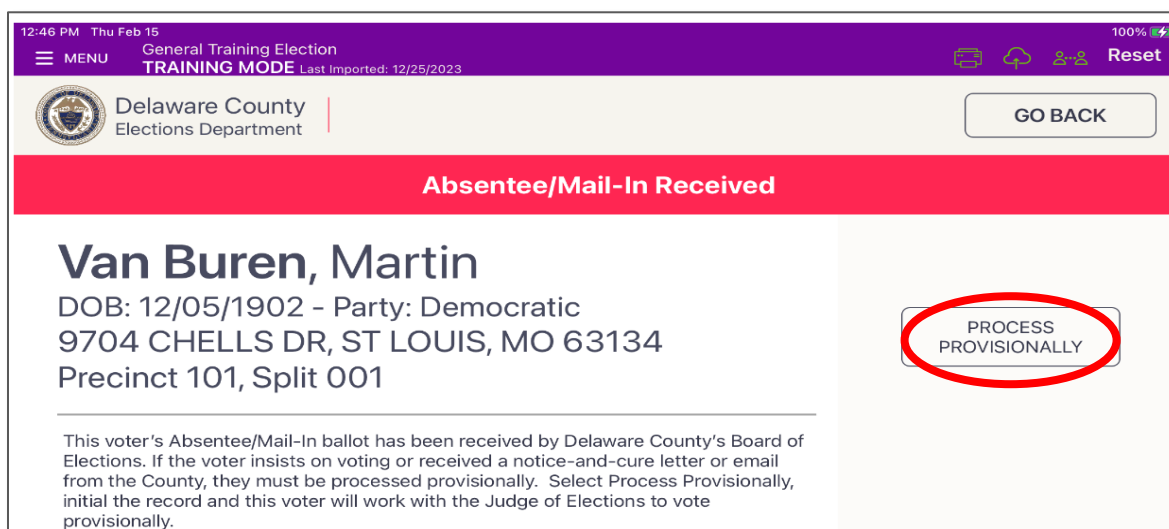 12:46 PM Thu Feb 15
100%
MENU
General Training Election
TRAINING MODE Last Imported: 12/25/2023
Reset
Delaware County
Elections Department
GO BACK
Absentee/Mail-In Received
Van Buren, Martin
DOB: 12/05/1902 - Party: Democratic
9704 CHELLS DR, ST LOUIS, MO 63134
Precinct 101, Split 001
PROCESS
PROVISIONALLY
This voter's Absentee/Mail-In ballot has been received by Delaware County's Board of
Elections. If the voter insists on voting or received a notice-and-cure letter or email
from the County, they must be processed provisionally. Select Process Provisionally,
initial the record and this voter will work with the Judge of Elections to vote
provisionally.